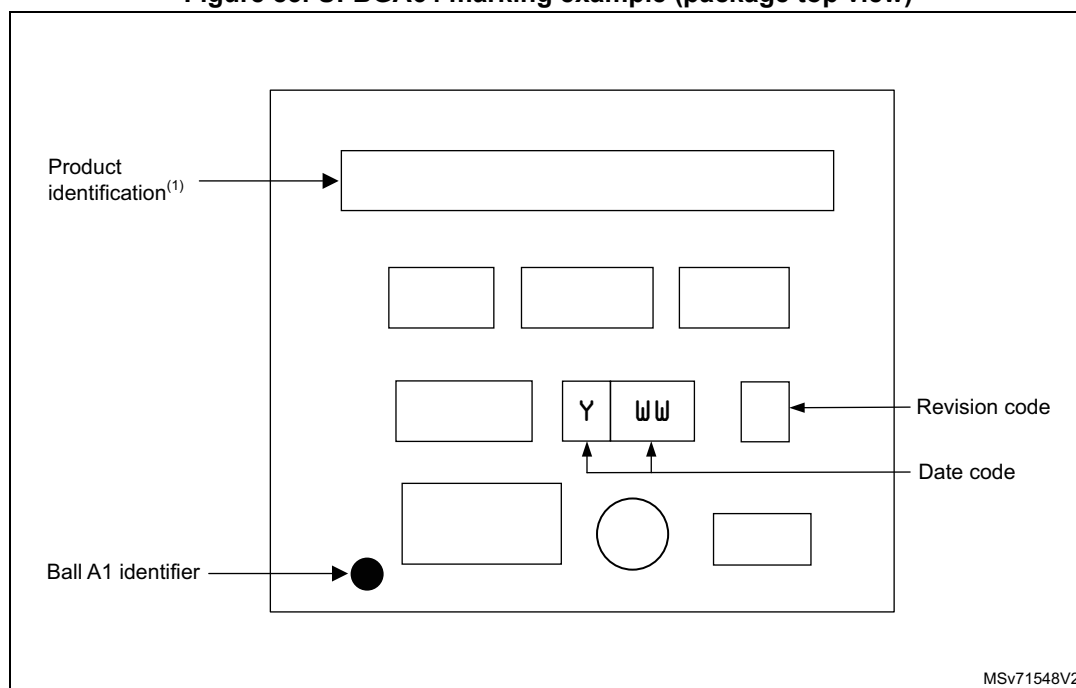 Product
identification(1)
Y WW
Revision code
Date code
Ball A1 identifier
MSv71548V2